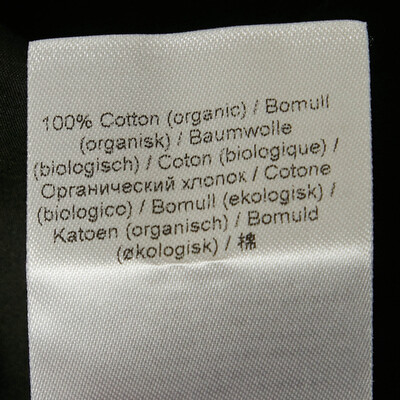 100% Cotton (organic) / Bomull
(organisk) / Baumwolle
(biologisch) / Coton (biologique) /
Органический хлопок / Cotone
(biologico) / Bomull (ekologisk) /
Katoen (organisch) / Bomuld
(økologisk) / 棉